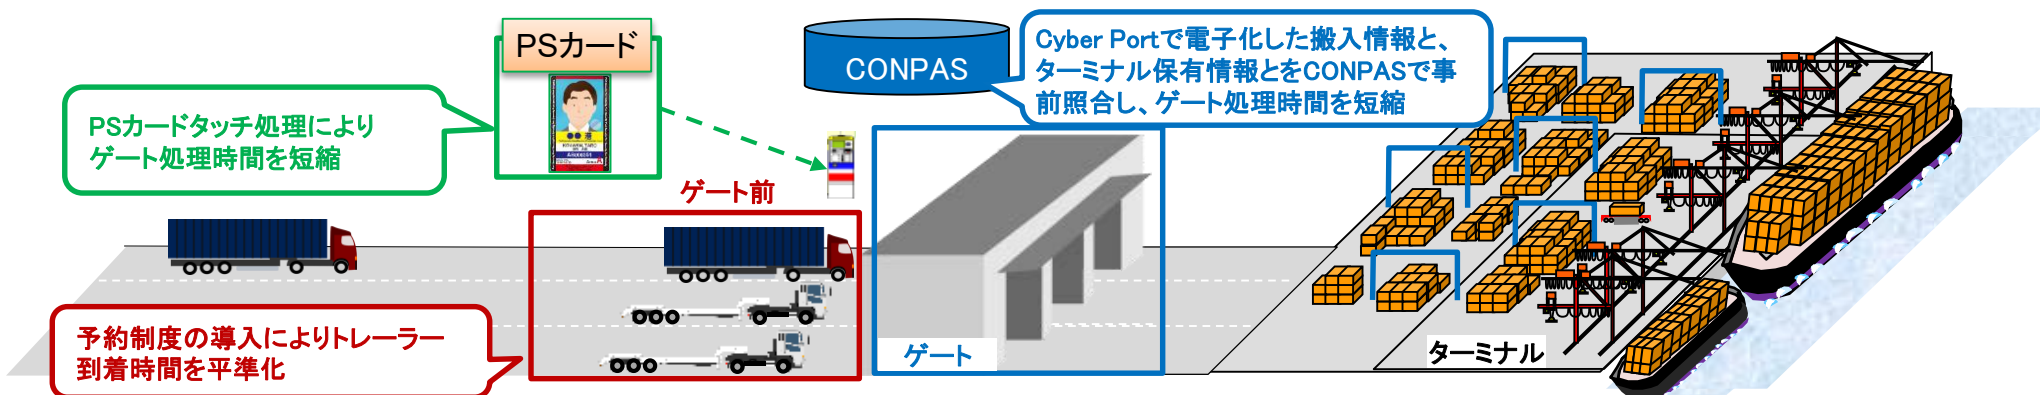 PSカード
CONPAS
Cyber Portで電子化した搬入情報と、
ターミナル保有情報とをCONPASで事
前照合し、ゲート処理時間を短縮
PSカードタッチ処理により
ゲート処理時間を短縮
●● 港
ゲート前
予約制度の導入によりトレーラー
到着時間を平準化
ゲート
ターミナル